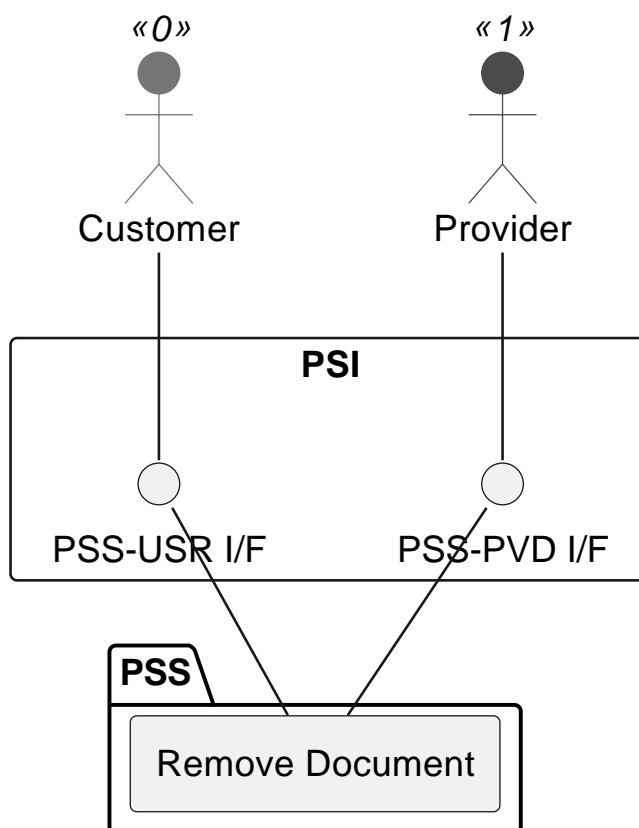 «0» «1»
Customer Provider
PSI
PSS-USR I/F PSS-PVD I/F
PSS
Remove Document